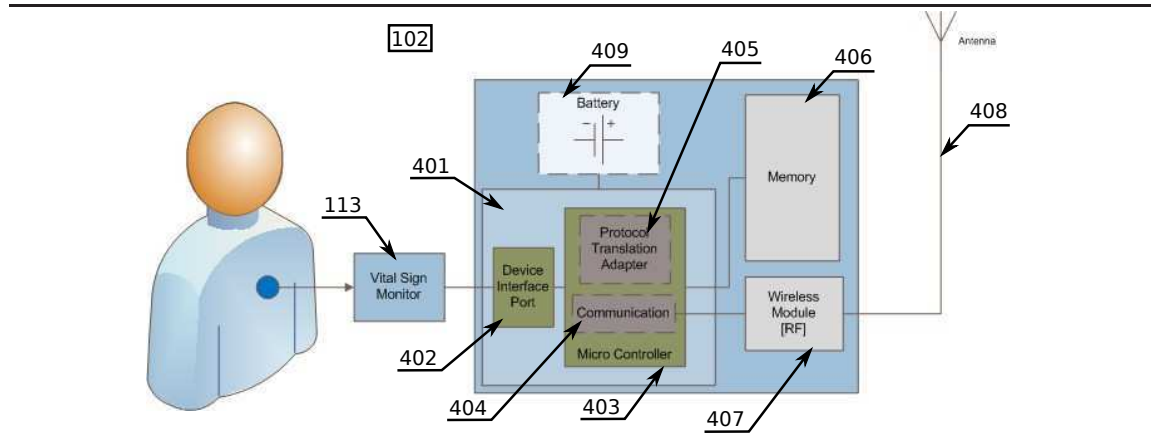 102
409
405
406
Antenna
408
Battery
- +
401
Memory
113
Protocol
Translation
Adapter
Vital Sign
Monitor
Device
Interface
Port
Communication
Wireless
Module
[RF]
Micro Controller
402
404
403
407